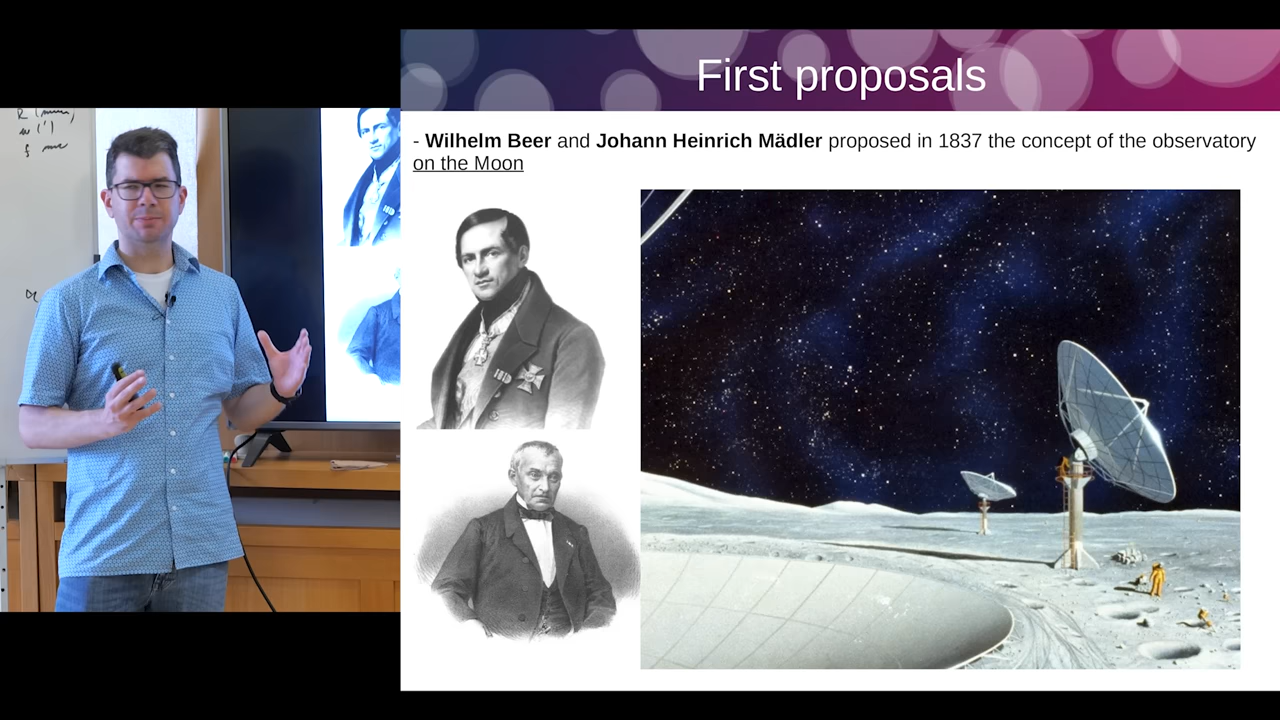 First proposals
- Wilhelm Beer and Johann Heinrich Mädler proposed in 1837 the concept of the observatory
on the Moon